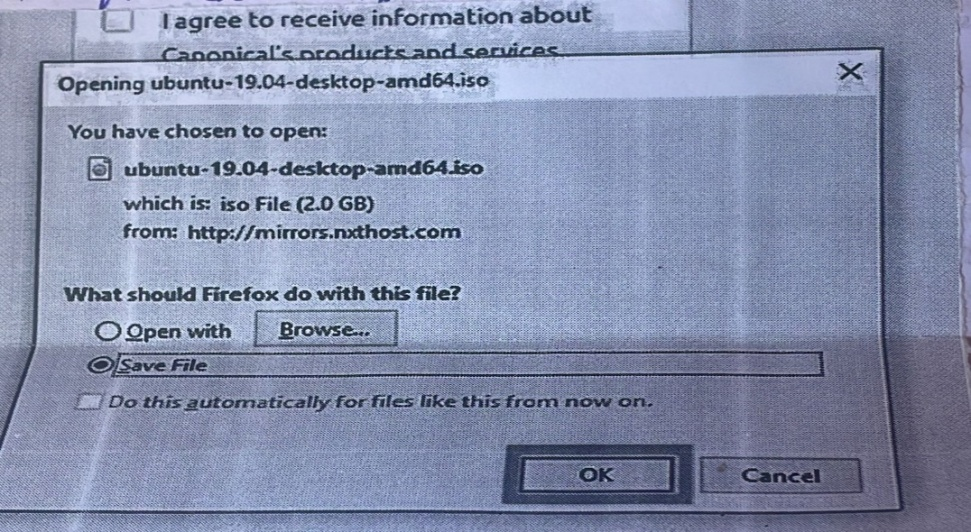 I agree to receive information about
Canonical's products and services.
Opening ubuntu-19.04-desktop-amd64.iso
You have chosen to open:
ubuntu-19.04-desktop-amd64.iso
which is: iso File (2.0 GB)
from: http://mirrors.nxthost.com
What should Firefox do with this file?
Open with Browse...
Save File
Do this automatically for files like this from now on.
OK Cancel